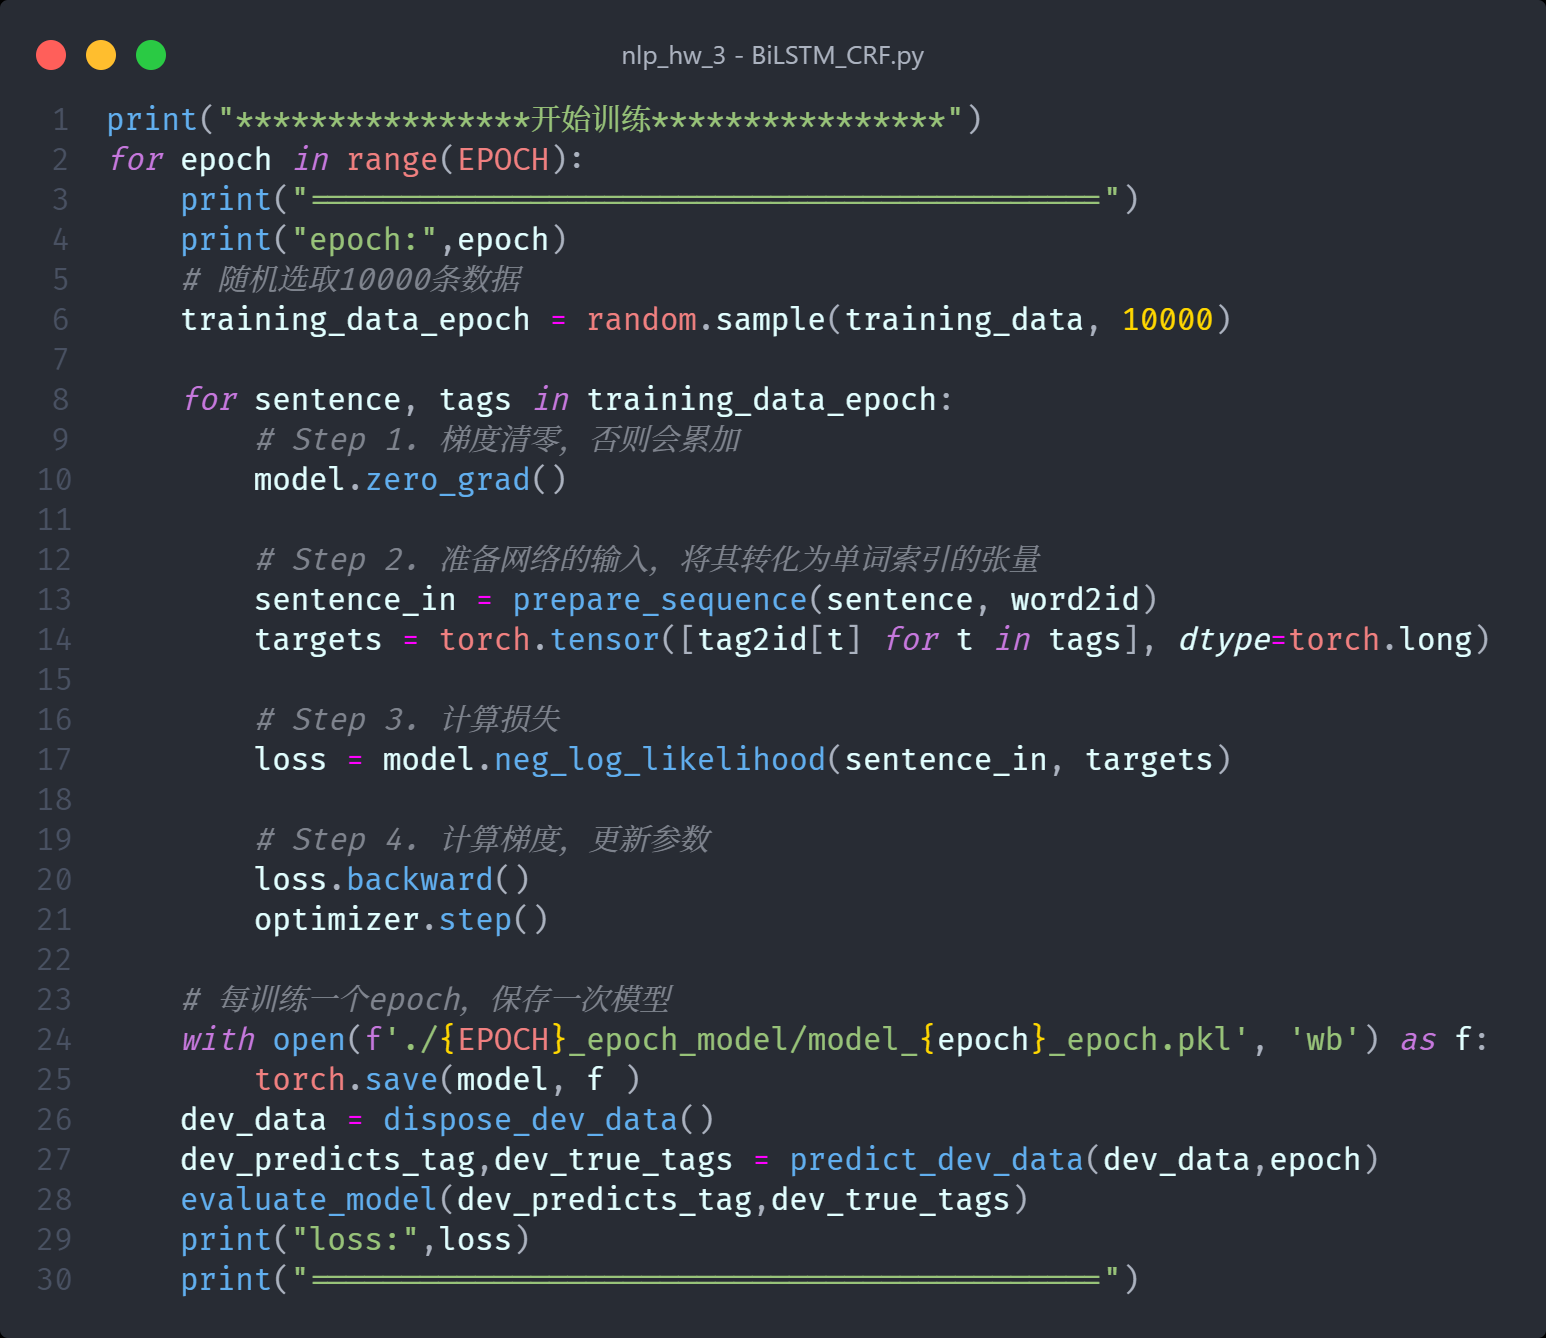 nlp_hw_3 - BiLSTM_CRF.py
1 print("****************开始训练****************")
2 for epoch in range(EPOCH):
3     print("===========================================")
4     print("epoch:",epoch)
5     # 随机选取10000条数据
6     training_data_epoch = random.sample(training_data, 10000)
7
8     for sentence, tags in training_data_epoch:
9         # Step 1. 梯度清零，否则会累加
10         model.zero_grad()
11
12         # Step 2. 准备网络的输入，将其转化为单词索引的张量
13         sentence_in = prepare_sequence(sentence, word2id)
14         targets = torch.tensor([tag2id[t] for t in tags], dtype=torch.long)
15
16         # Step 3. 计算损失
17         loss = model.neg_log_likelihood(sentence_in, targets)
18
19         # Step 4. 计算梯度，更新参数
20         loss.backward()
21         optimizer.step()
22
23     # 每训练一个epoch，保存一次模型
24     with open(f'./{EPOCH}_epoch_model/model_{epoch}_epoch.pkl', 'wb') as f:
25         torch.save(model, f )
26     dev_data = dispose_dev_data()
27     dev_predicts_tag,dev_true_tags = predict_dev_data(dev_data,epoch)
28     evaluate_model(dev_predicts_tag,dev_true_tags)
29     print("loss:",loss)
30     print("===========================================")